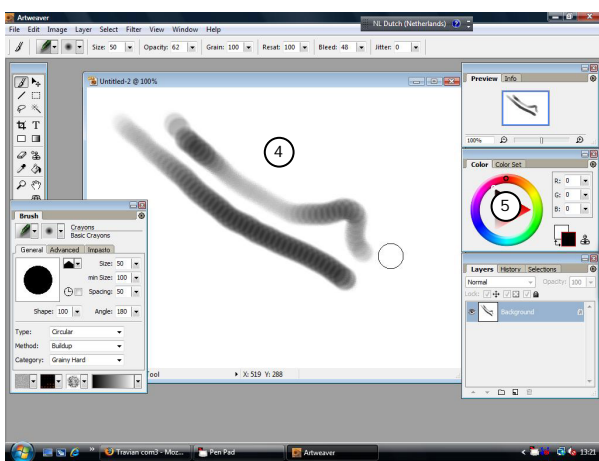 Artweaver
NL Dutch (Netherlands)
File Edit Image Layer Select Filter View Window Help
Size: 50 Opacity: 62 Grain: 100 Resat: 100 Bleed: 48 Jitter: 0
Untitled-2 @ 100%
4
Preview Info
100%
Color Color Set
R: 0
G: 0
B: 0
5
Brush
Crayons
Basic Crayons
General Advanced Impasto
Size: 50
min Size: 100
Spacing: 50
Shape: 100 Angle: 180
Type: Circular
Method: Buildup
Category: Grainy Hard
Layers History Selections
Normal Opacity: 100
Lock:
Background
ool X: 519 Y: 288
Travian com3 - Moz... Pen Pad Artweaver 13:21